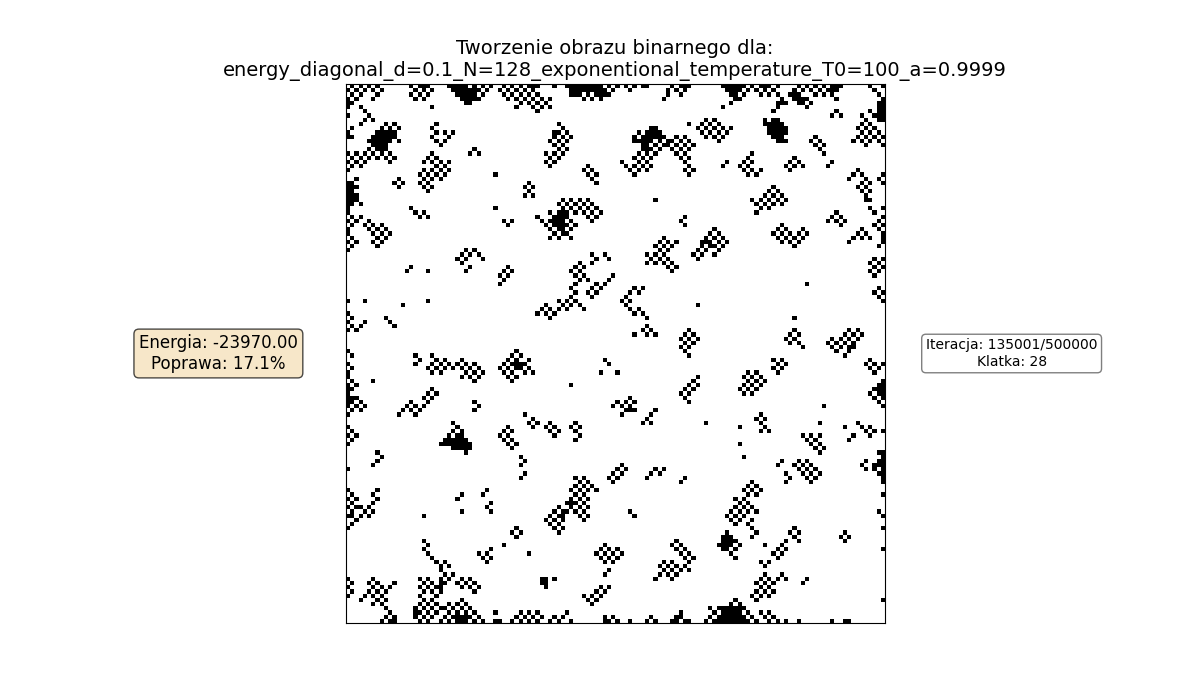 Tworzenie obrazu binarnego dla:
energy_diagonal_d=0.1_N=128_exponentional_temperature_T0=100_a=0.9999
Energia: -23970.00
Poprawa: 17.1%
Iteracja: 135001/500000
Klatka: 28